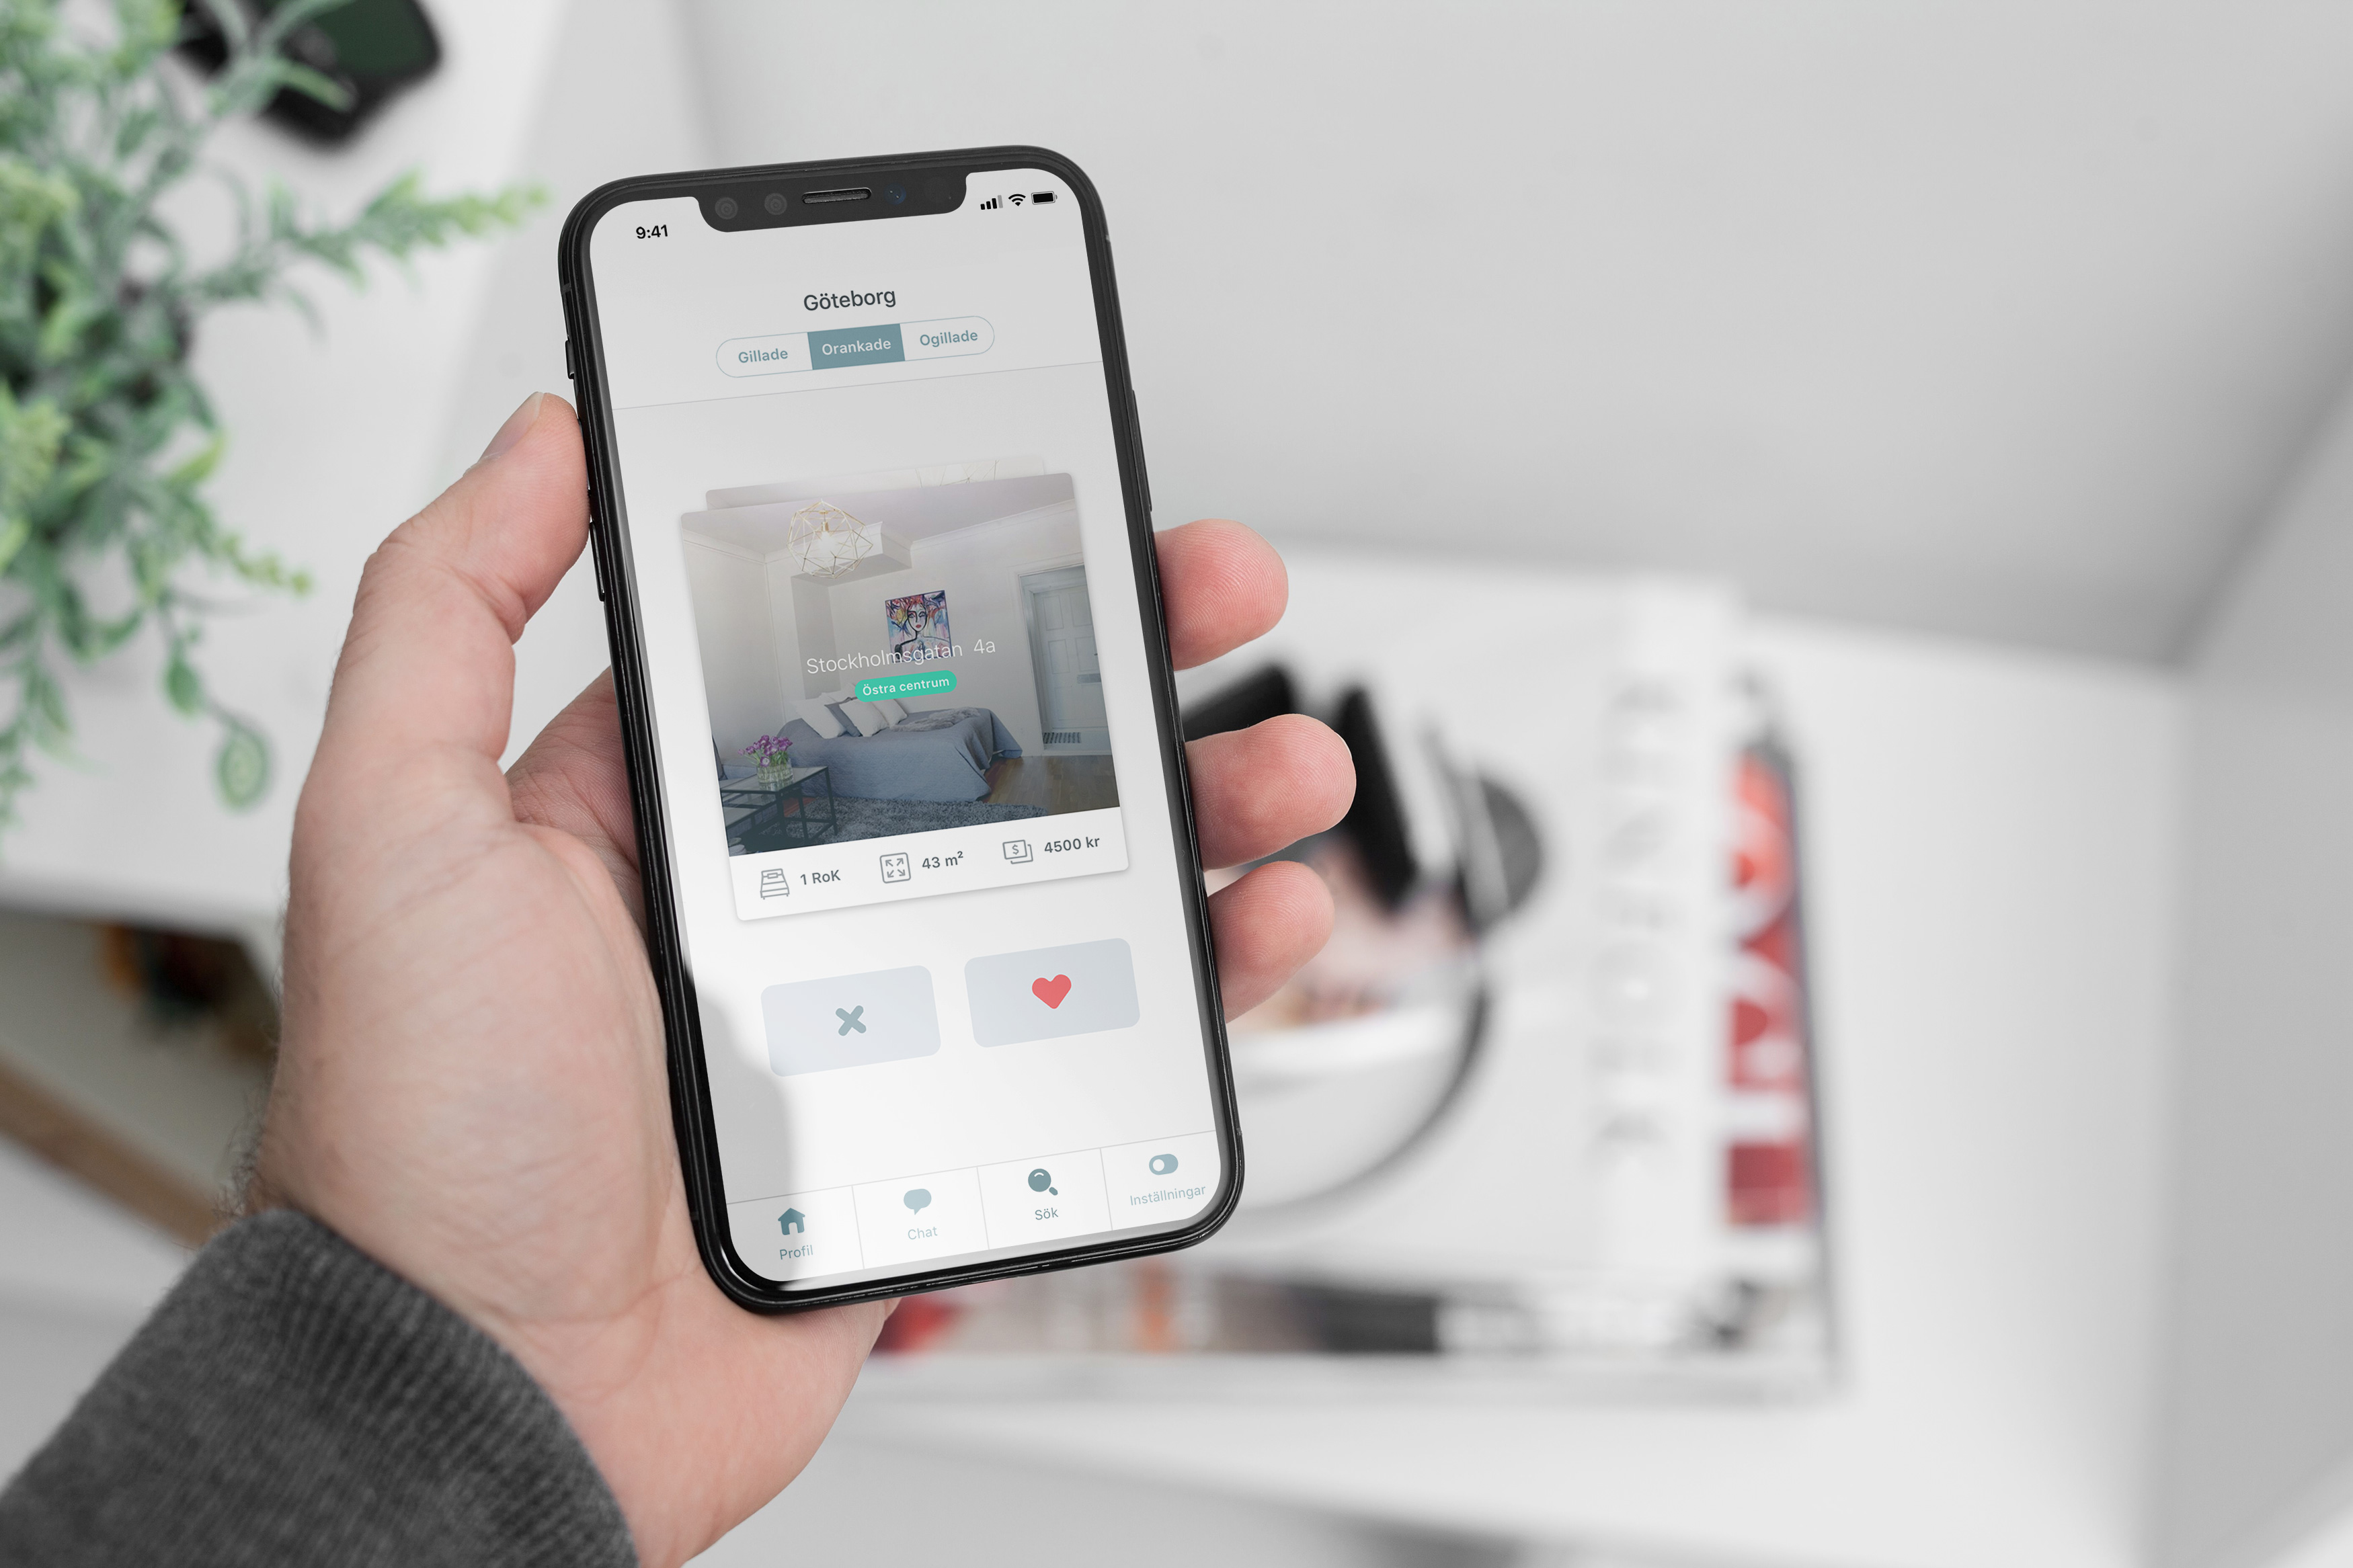 9:41
Göteborg
Gillade Orankade Ogillade
Stockholmsgatan 4a
Östra centrum
1 RoK 43 m² 4500 kr
Profil Chat Sök Inställningar